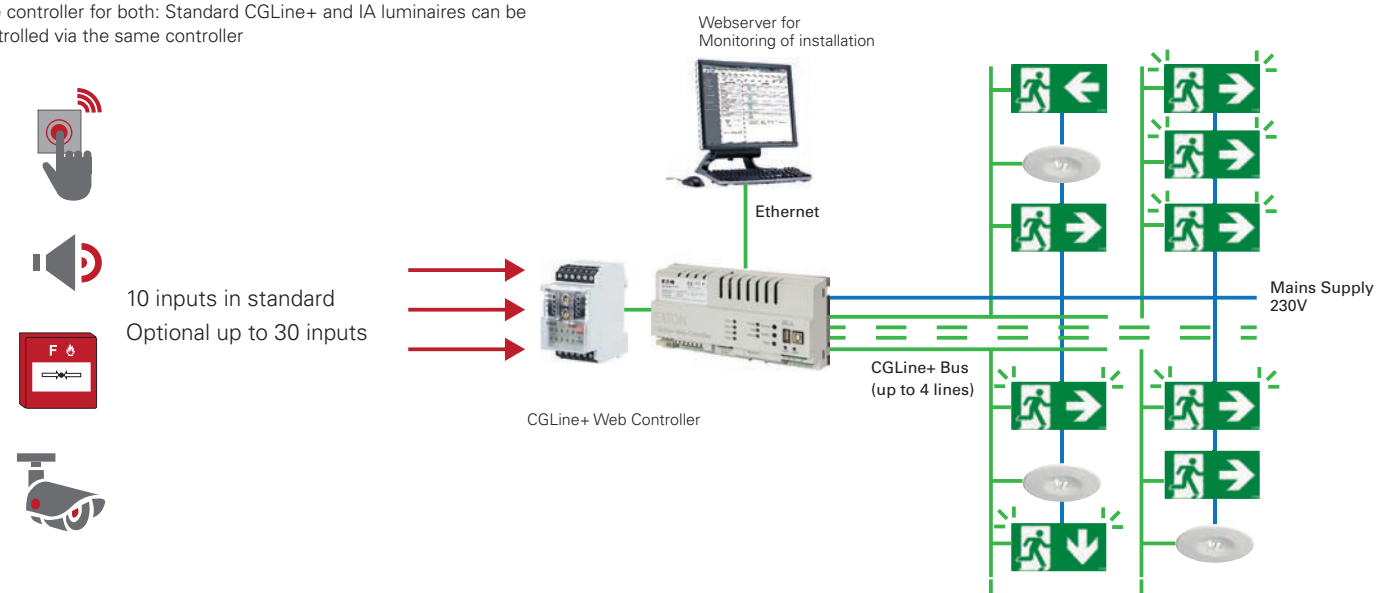 e controller for both: Standard CGLine+ and IA luminaires can be
trolled via the same controller
Webserver for
Monitoring of installation
Ethernet
10 inputs in standard
Optional up to 30 inputs
F
Mains Supply
230V
CGLine+ Bus
(up to 4 lines)
CGLine+ Web Controller